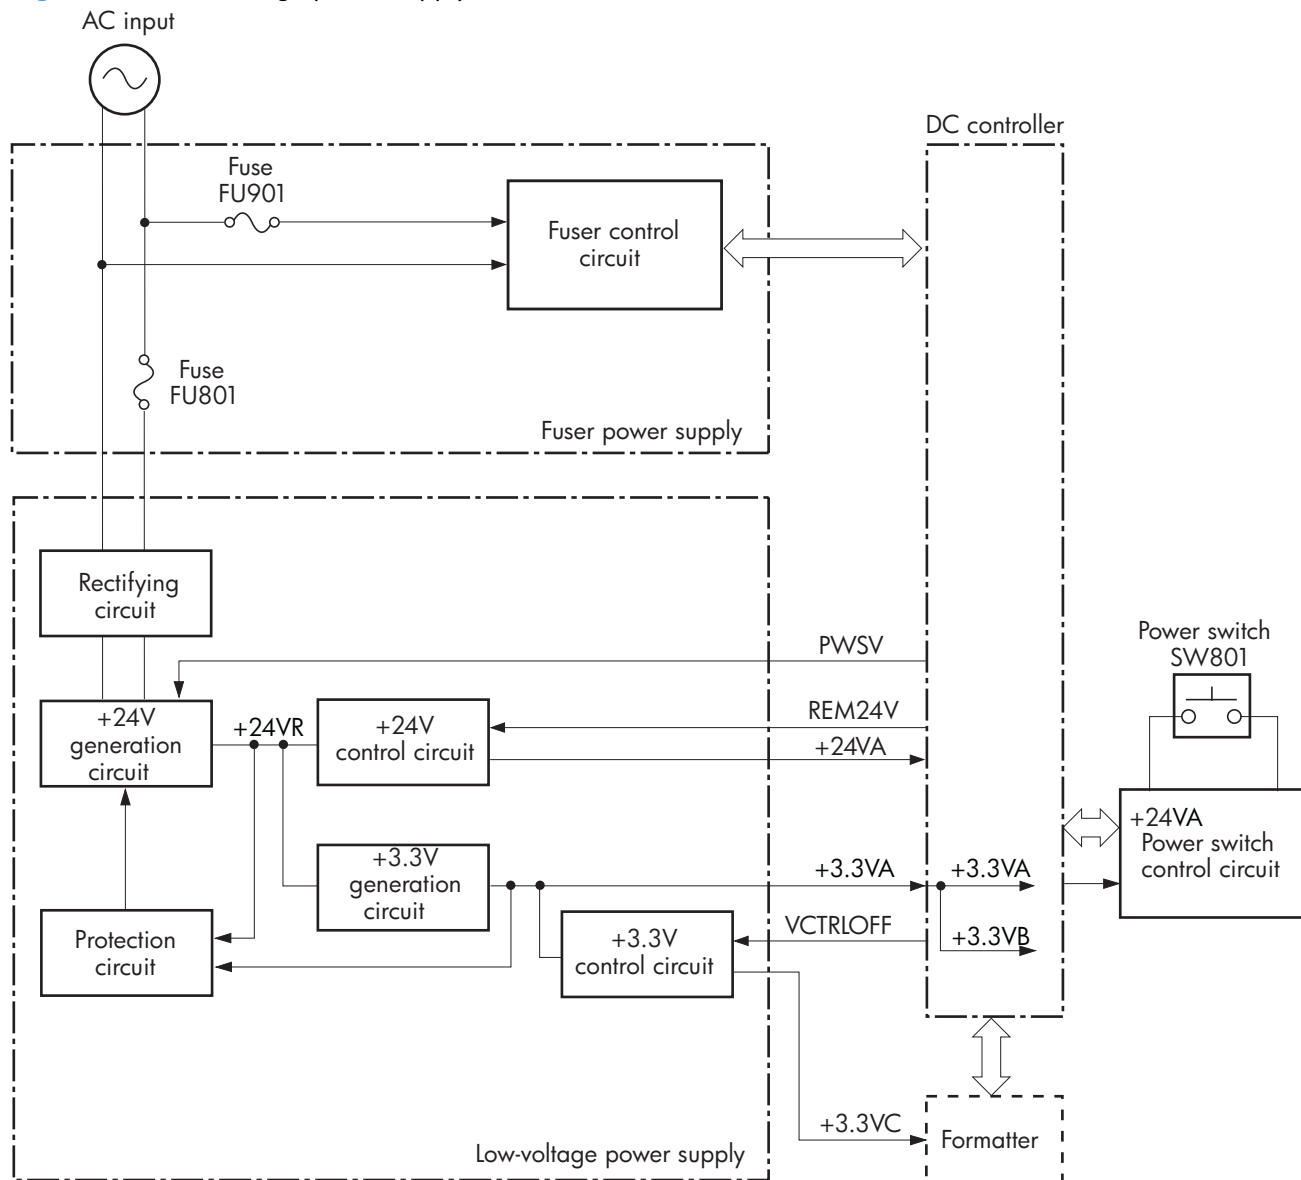 AC input
DC controller
Fuse
FU901
Fuser control
circuit
Fuse
FU801
Fuser power supply
Rectifying
circuit
PWSV
Power switch
SW801
+24V
generation
circuit
+24VR
+24V
control circuit
REM24V
+24VA
+24VA
Power switch
control circuit
+3.3V
generation
circuit
+3.3VA
+3.3VA
Protection
circuit
+3.3V
control circuit
VCTRLOFF
+3.3VB
+3.3VC
Formatter
Low-voltage power supply